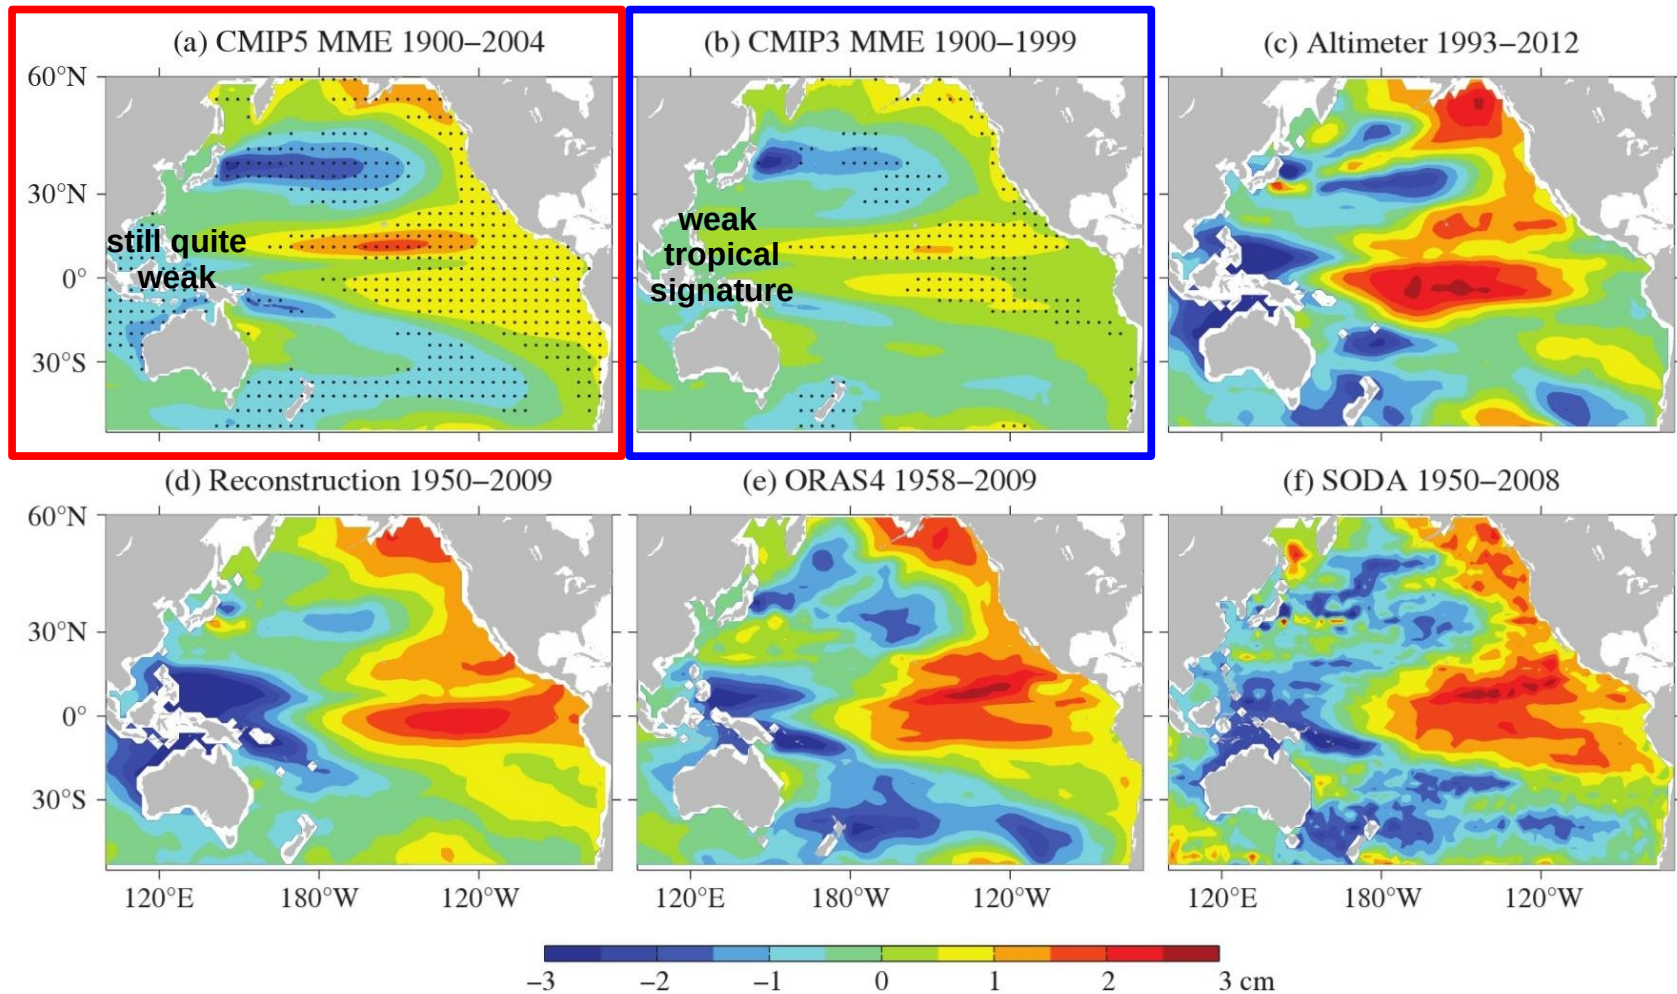 (a) CMIP5 MME 1900–2004
(b) CMIP3 MME 1900–1999
(c) Altimeter 1993–2012
60°N
30°N
0°
30°S
still quite
weak
weak
tropical
signature
(d) Reconstruction 1950–2009
(e) ORAS4 1958–2009
(f) SODA 1950–2008
60°N
30°N
0°
30°S
120°E
180°W
120°W
120°E
180°W
120°W
120°E
180°W
120°W
−3
−2
−1
0
1
2
3 cm